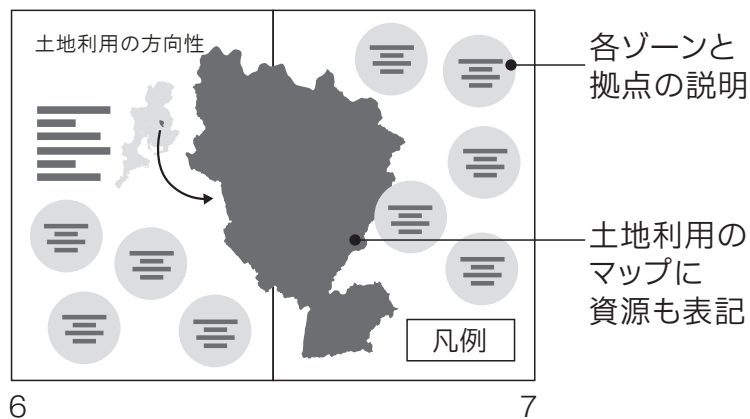 土地利用の方向性
各ゾーンと
拠点の説明
土地利用の
マップに
資源も表記
凡例
6
7